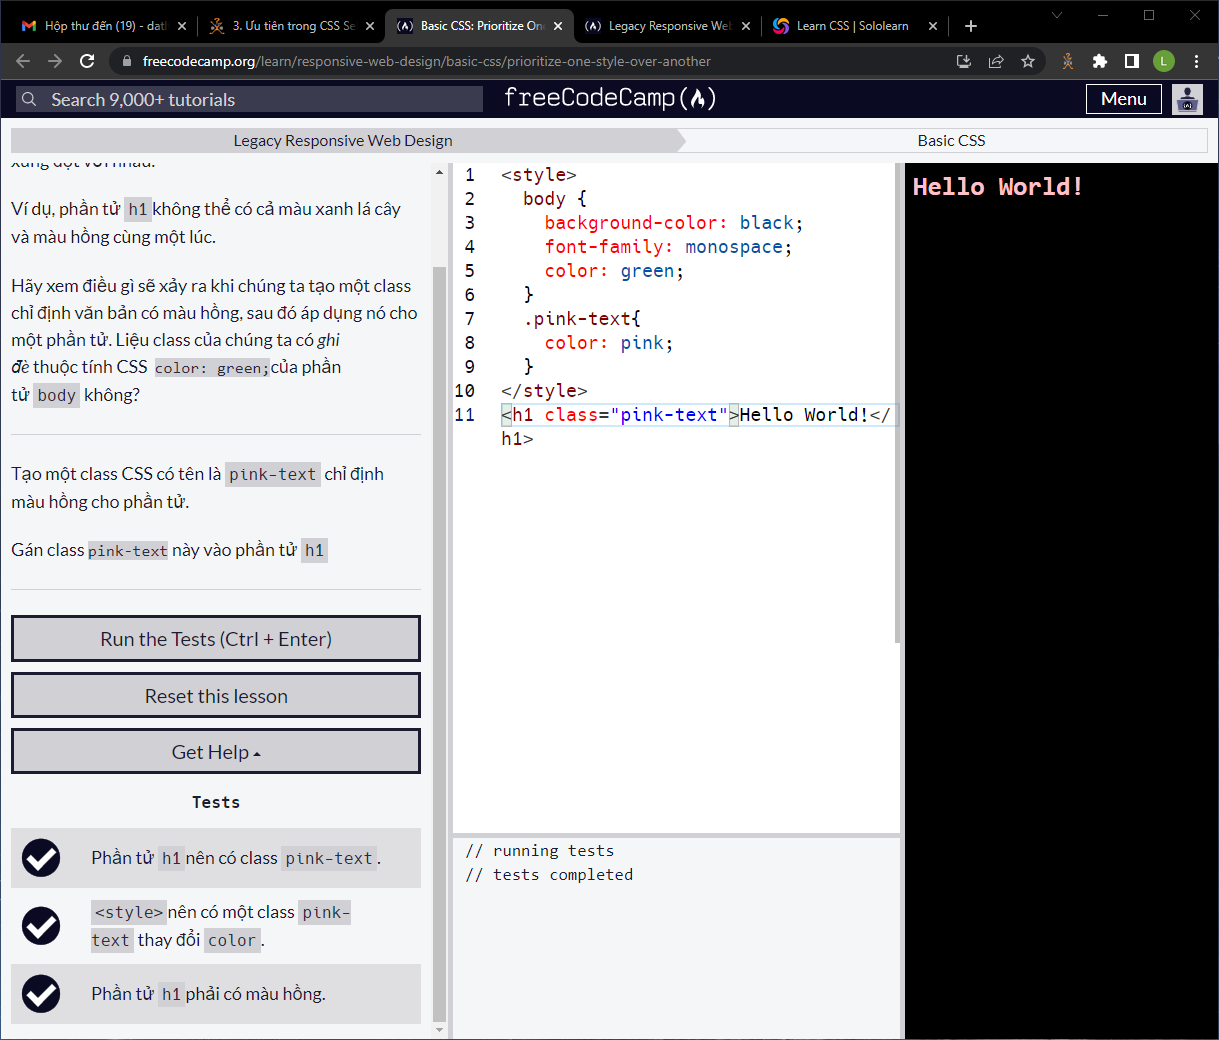 Hộp thư đến (19) - datl
3. Ưu tiên trong CSS Se
Basic CSS: Prioritize On
Legacy Responsive Web
Learn CSS | Sololearn
freecodecamp.org/learn/responsive-web-design/basic-css/prioritize-one-style-over-another
L
Search 9,000+ tutorials
freeCodeCamp(🔥)
Menu
Legacy Responsive Web Design
Basic CSS
xung đột với nhau.
Ví dụ, phần tử h1 không thể có cả màu xanh lá cây
và màu hồng cùng một lúc.
Hãy xem điều gì sẽ xảy ra khi chúng ta tạo một class
chỉ định văn bản có màu hồng, sau đó áp dụng nó cho
một phần tử. Liệu class của chúng ta có ghi
đè thuộc tính CSS color: green; của phần
tử body không?
Tạo một class CSS có tên là pink-text chỉ định
màu hồng cho phần tử.
Gán class pink-text này vào phần tử h1
Run the Tests (Ctrl + Enter)
Reset this lesson
Get Help
Tests
Phần tử h1 nên có class pink-text.
<style> nên có một class pink-
text thay đổi color.
Phần tử h1 phải có màu hồng.
1 <style>
2 body {
3 background-color: black;
4 font-family: monospace;
5 color: green;
6 }
7 .pink-text{
8 color: pink;
9 }
10 </style>
11 <h1 class="pink-text">Hello World!</
h1>
// running tests
// tests completed
Hello World!